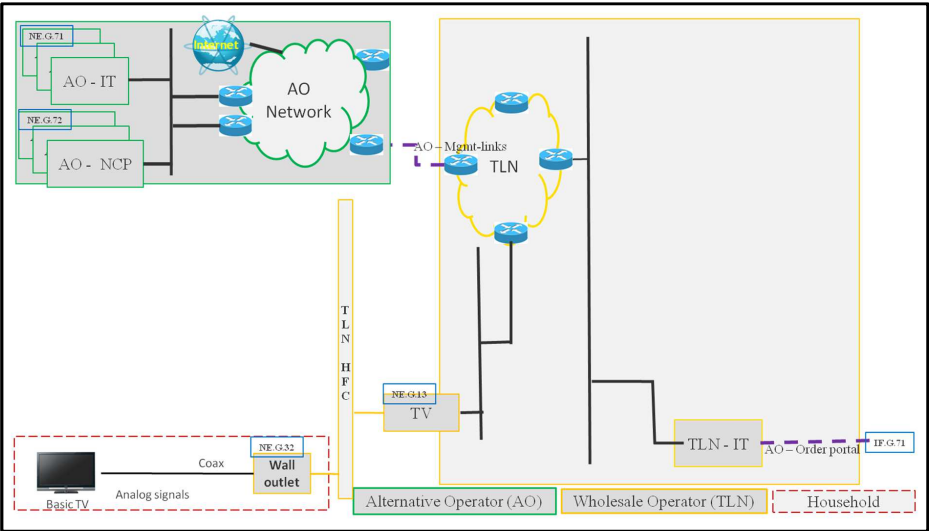 NE.G.71
AO - IT
Internet
AO
Network
NE.G.72
AO - NCP
AO – Mgmt-links
TLN
T
L
N
H
F
C
NE.G.13
TV
NE.G.32
Wall
outlet
Coax
Analog signals
Basic TV
TLN - IT
AO – Order portal
IF.G.71
Alternative Operator (AO)
Wholesale Operator (TLN)
Household